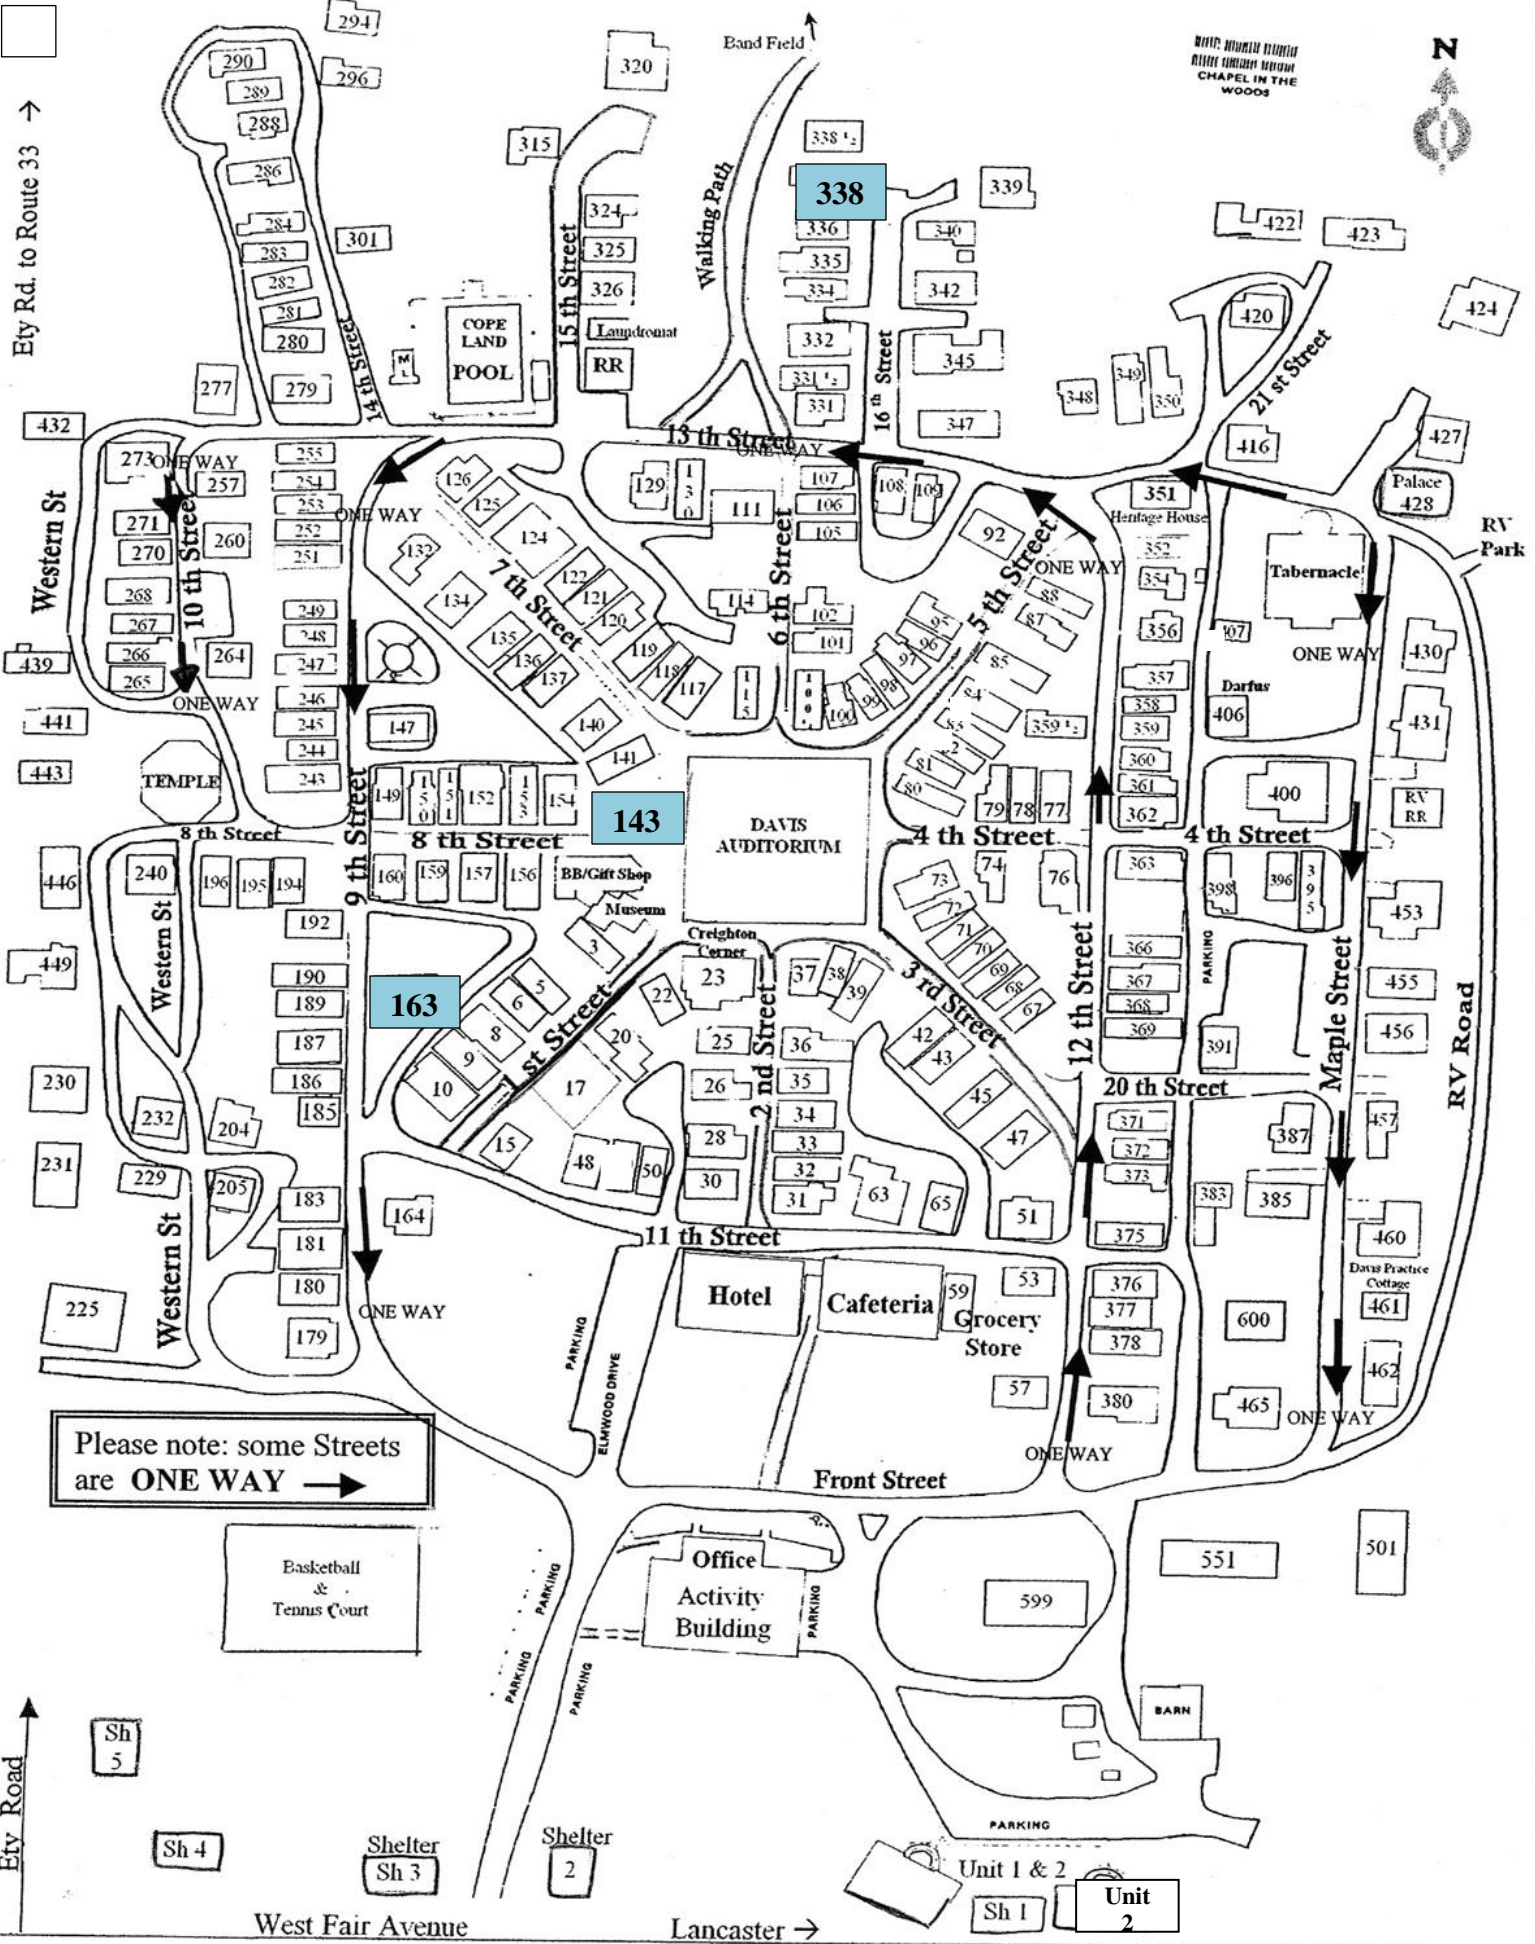 294
290
296
289
288
286
284
283
301
282
281
280
277
279
14 th Street
Ety Rd. to Route 33 →
320
315
15 th Street
324
325
326
Laundromat
RR
COPE
LAND
POOL
Band Field
Walking Path
338 ½
338
336
335
334
332
331 ½
331
339
340
342
345
347
16 th Street
CHAPEL IN THE
WOODS
N
422
423
424
420
21 st Street
348
349
350
416
427
Palace
428
RV
Park
432
273
ONE WAY
257
271
270
260
268
267
266
265
264
10 th Street
ONE WAY
Western St
439
441
443
TEMPLE
255
254
253
252
251
249
248
247
246
245
244
243
ONE WAY
9 th Street
147
126
125
124
122
121
120
119
118
117
115
132
134
135
136
137
140
141
7 th Street
13 th Street
ONE WAY
129
130
111
114
107
106
105
102
101
100
6 th Street
108
109
92
95
96
97
98
99
5 th Street
ONE WAY
88
87
85
84
81
80
359 ½
79
78
77
351
Heritage House
352
354
356
357
358
359
360
361
362
Tabernacle
ONE WAY
Darfus
406
400
430
431
RV
RR
149
150
151
152
153
154
143
DAVIS
AUDITORIUM
8 th Street
8 th Street
4 th Street
4 th Street
446
240
196
195
194
192
160
159
157
156
BB/Gift Shop
Museum
3
Creighton
Corner
449
Western St
190
189
187
186
185
163
5
6
8
9
10
1 st Street
22
23
20
17
15
48
50
25
26
28
30
2 nd Street
37
38
39
36
35
34
33
32
31
63
65
3 rd Street
73
72
71
70
69
68
67
74
76
42
43
45
47
51
12 th Street
363
366
367
368
369
398
396
395
PARKING
391
20 th Street
371
372
373
375
387
383
385
Maple Street
453
455
456
457
RV Road
230
232
204
231
229
205
183
181
180
179
164
ONE WAY
225
Western St
11 th Street
Hotel
Cafeteria
59
Grocery
Store
53
57
376
377
378
380
ONE WAY
600
465
460
Davis Practice
Cottage
461
462
ONE WAY
PARKING
ELMWOOD DRIVE
Please note: some Streets
are ONE WAY
Front Street
Basketball
&
Tennis Court
PARKING
PARKING
PARKING
Office
Activity
Building
PARKING
599
551
501
BARN
PARKING
Ety Road
Sh
5
Sh 4
Shelter
Sh 3
Shelter
2
Unit 1 & 2
Sh 1
Unit
2
West Fair Avenue
Lancaster →